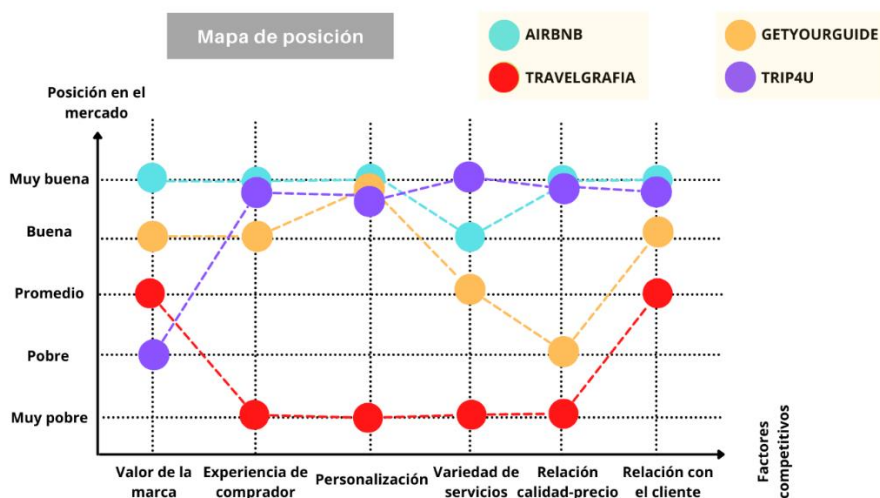 Mapa de posición
AIRBNB
GETYOURGUIDE
TRAVELGRAFIA
TRIP4U
Posición en el
mercado
Muy buena
Buena
Promedio
Pobre
Muy pobre
Valor de la
marca
Experiencia de
comprador
Personalización
Variedad de
servicios
Relación
calidad-precio
Relación con
el cliente
Factores
competitivos